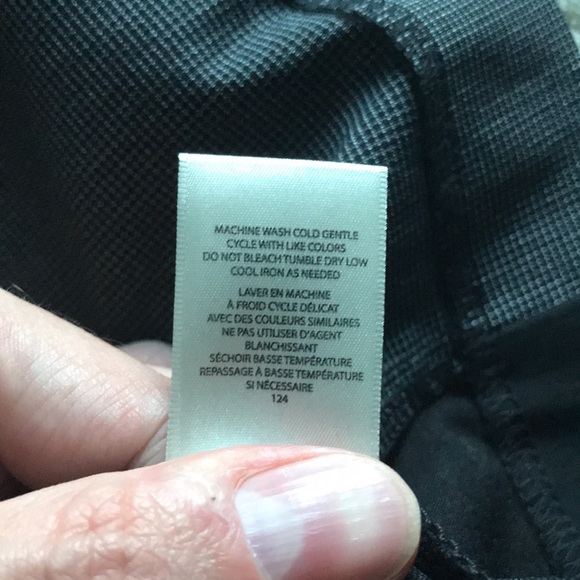 MACHINE WASH COLD GENTLE
CYCLE WITH LIKE COLORS
DO NOT BLEACH TUMBLE DRY LOW
COOL IRON AS NEEDED
LAVER EN MACHINE
À FROID CYCLE DÉLICAT
AVEC DES COULEURS SIMILAIRES
NE PAS UTILISER D'AGENT
BLANCHISSANT
SÉCHOIR BASSE TEMPÉRATURE
REPASSAGE À BASSE TEMPÉRATURE
SI NÉCESSAIRE
124